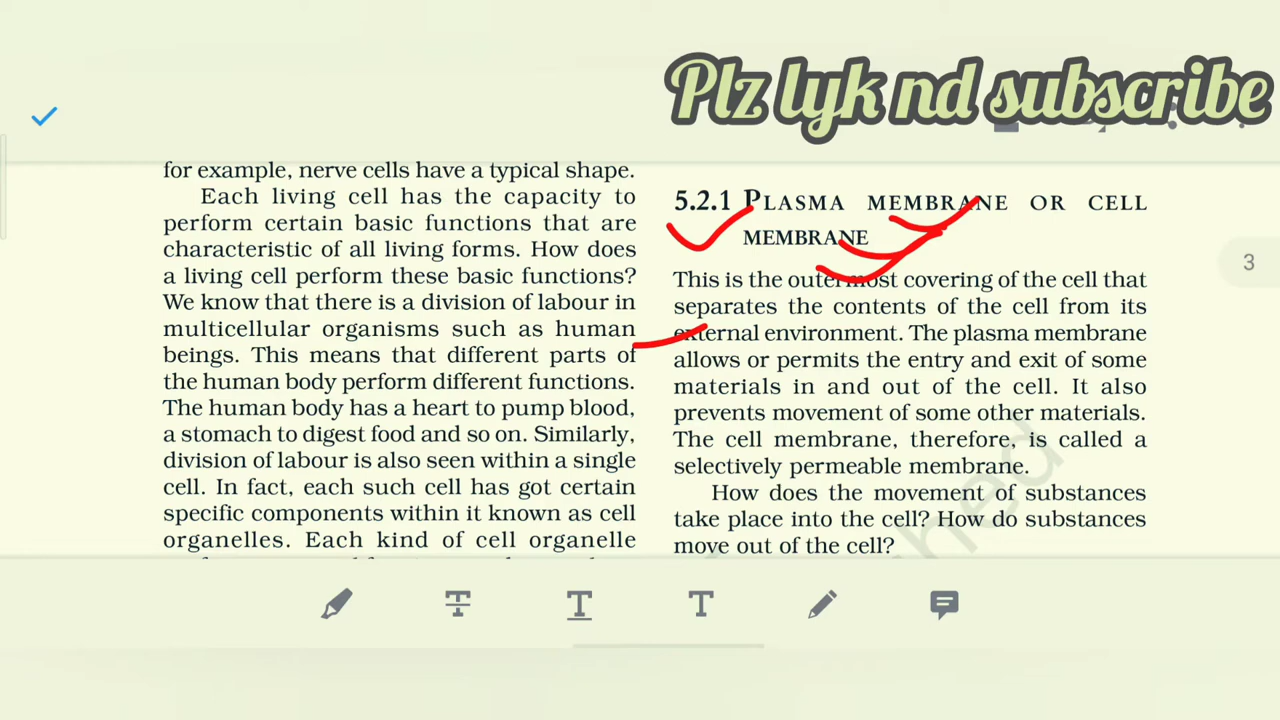 Plz lyk nd subscribe
for example, nerve cells have a typical shape.
Each living cell has the capacity to
perform certain basic functions that are
characteristic of all living forms. How does
a living cell perform these basic functions?
We know that there is a division of labour in
multicellular organisms such as human
beings. This means that different parts of
the human body perform different functions.
The human body has a heart to pump blood,
a stomach to digest food and so on. Similarly,
division of labour is also seen within a single
cell. In fact, each such cell has got certain
specific components within it known as cell
organelles. Each kind of cell organelle
5.2.1 PLASMA MEMBRANE OR CELL
MEMBRANE
This is the outermost covering of the cell that
separates the contents of the cell from its
external environment. The plasma membrane
allows or permits the entry and exit of some
materials in and out of the cell. It also
prevents movement of some other materials.
The cell membrane, therefore, is called a
selectively permeable membrane.
How does the movement of substances
take place into the cell? How do substances
move out of the cell?
3
T
T
T